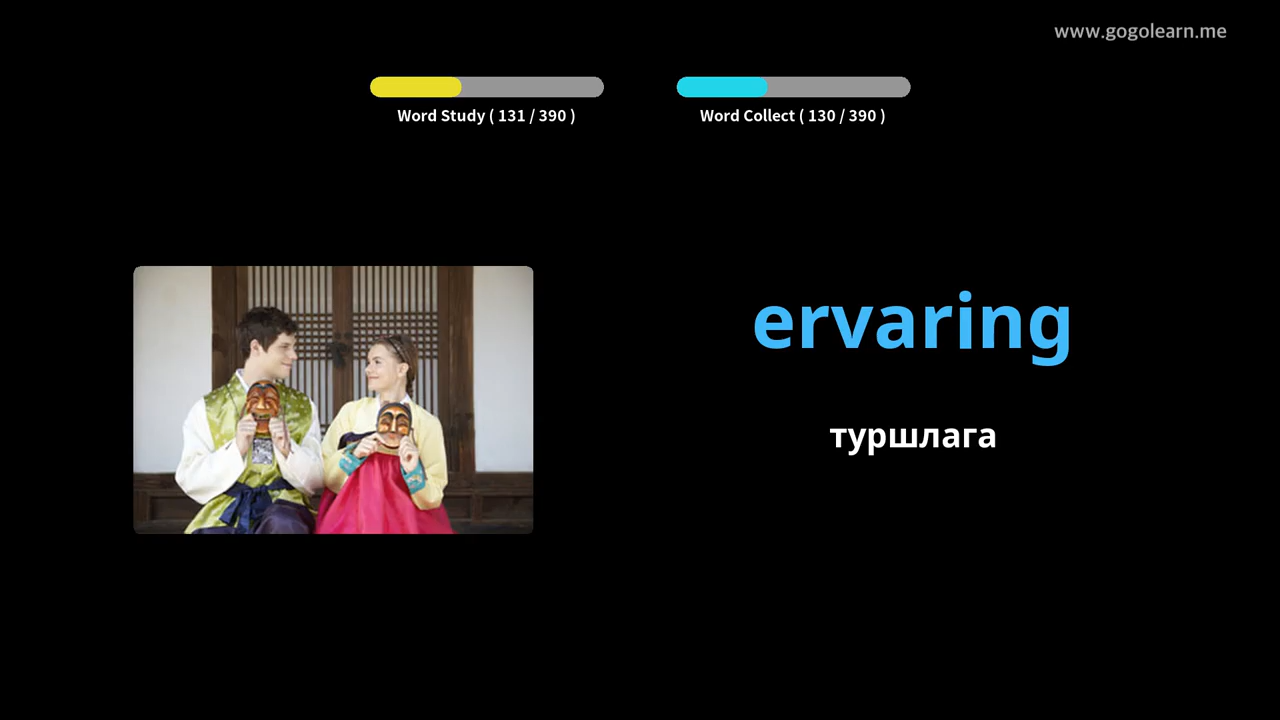 www.gogolearn.me
Word Study ( 131 / 390 )
Word Collect ( 130 / 390 )
ervaring
туршлага